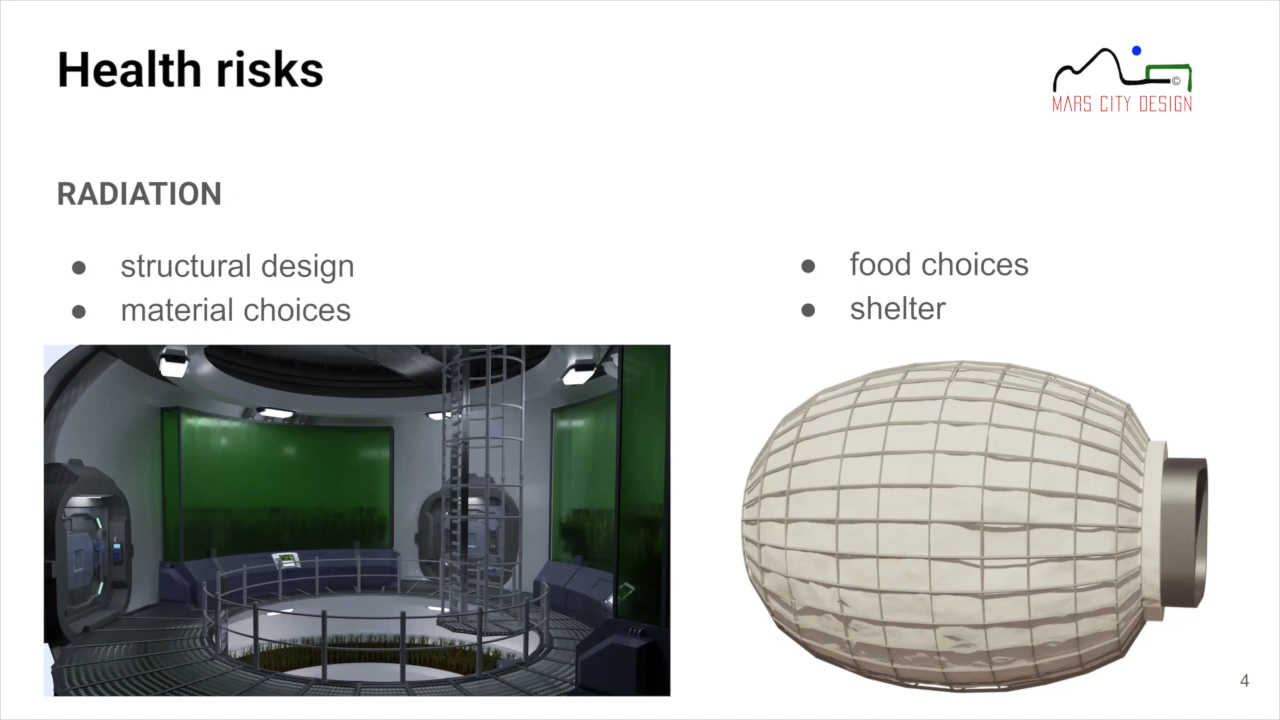 Health risks
©
MARS CITY DESIGN
RADIATION
● structural design
● material choices
● food choices
● shelter
4